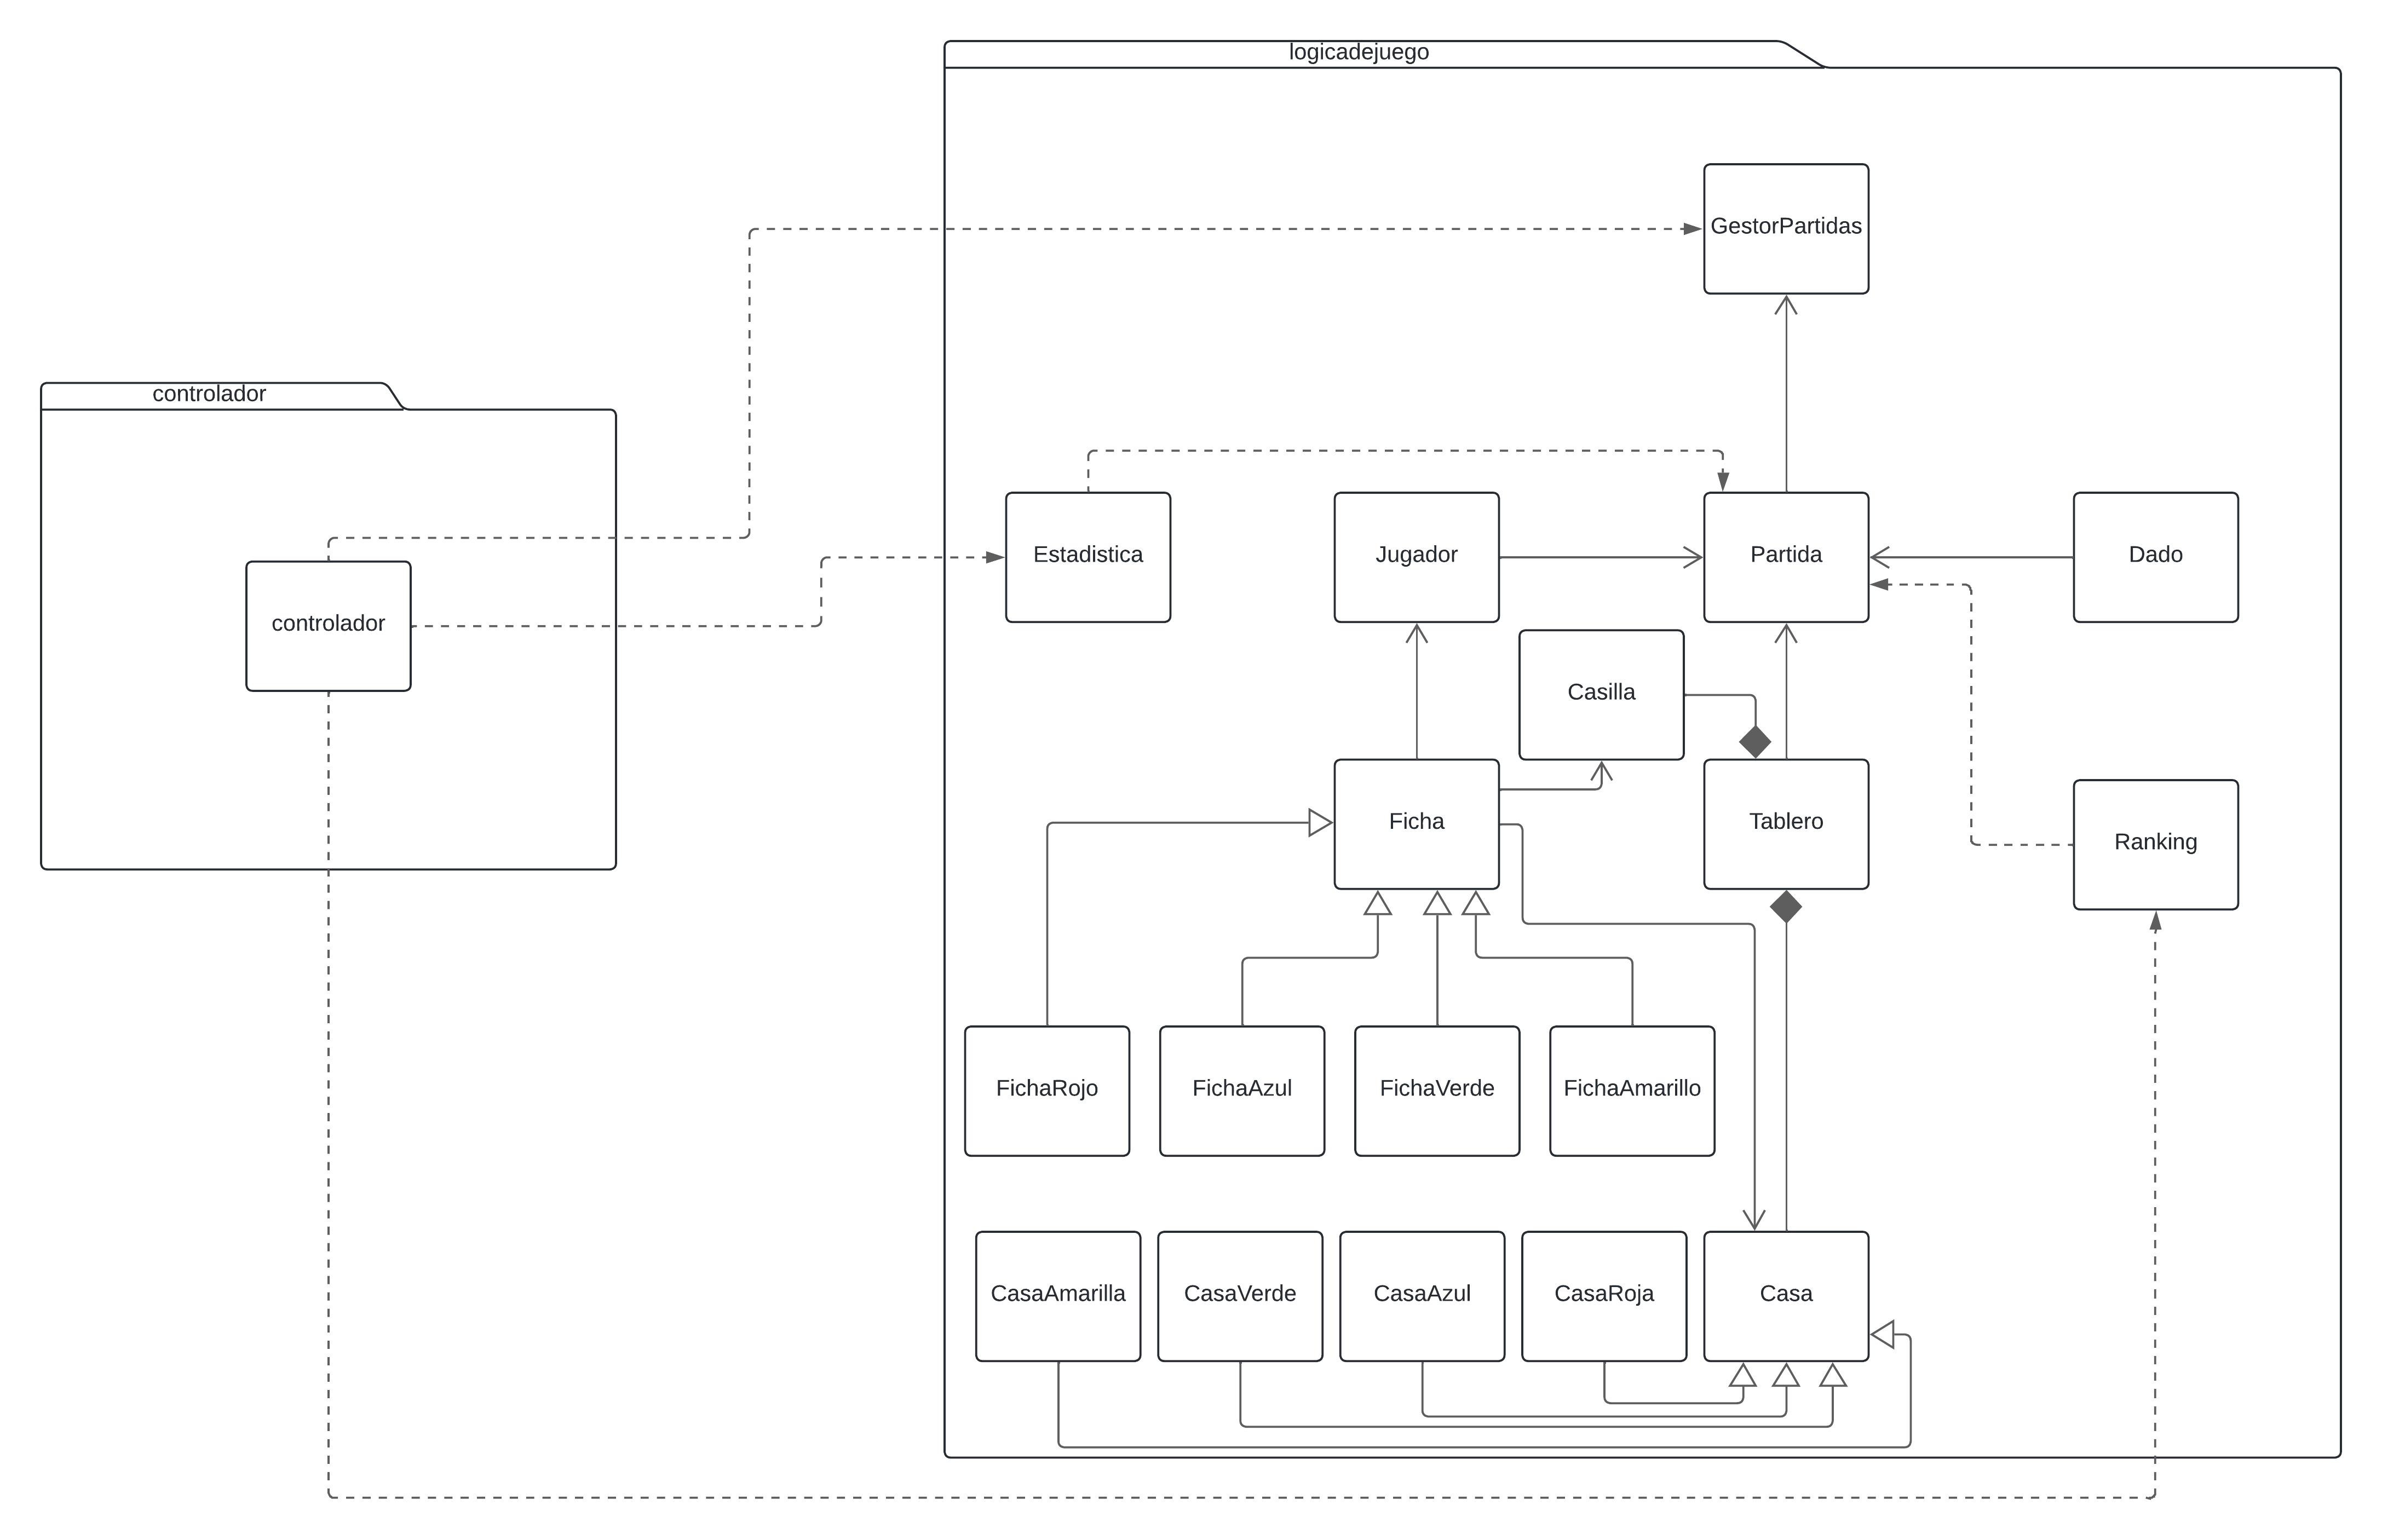 logicadejuego
GestorPartidas
controlador
controlador
Estadistica
Jugador
Partida
Dado
Casilla
Ficha
Tablero
Ranking
FichaRojo
FichaAzul
FichaVerde
FichaAmarillo
CasaAmarilla
CasaVerde
CasaAzul
CasaRoja
Casa